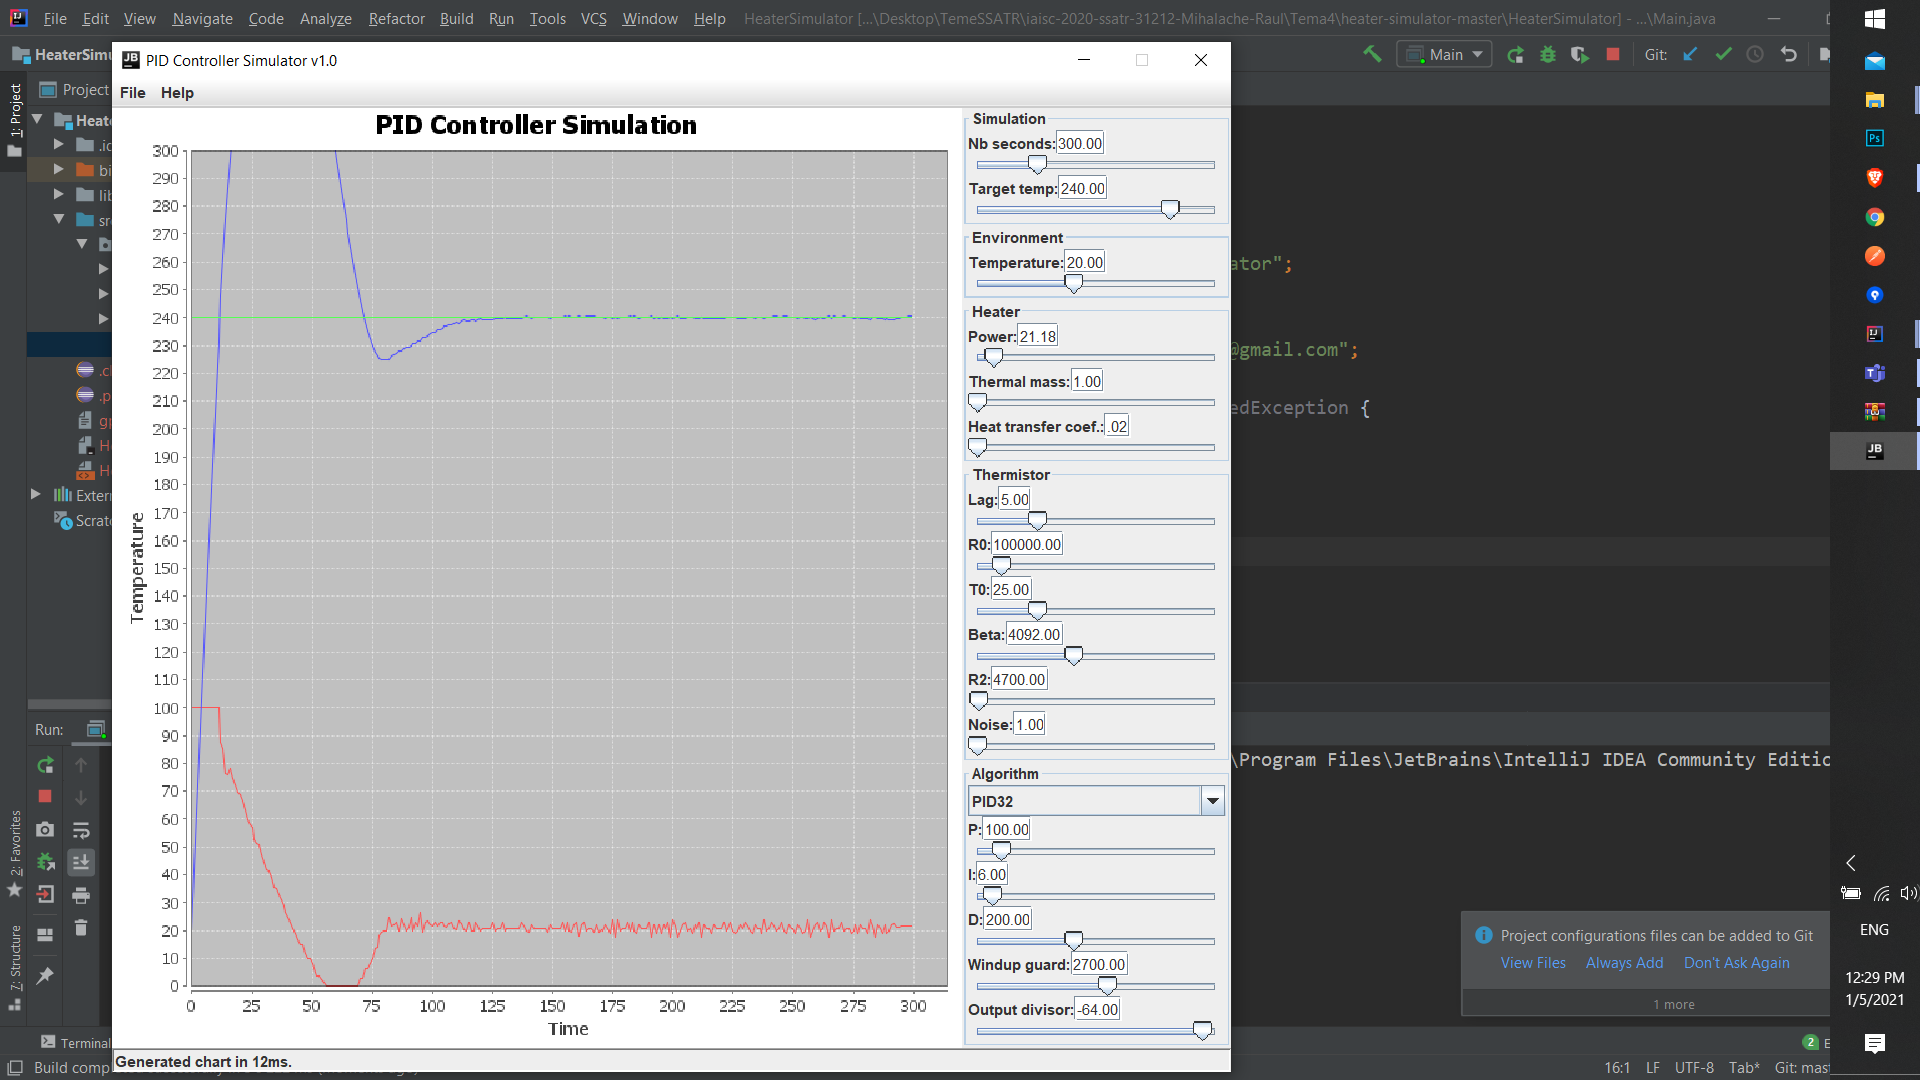 File Edit View Navigate Code Analyze Refactor Build Run Tools VCS Window Help HeaterSimulator [...\Desktop\TemeSSATR\iaisc-2020-ssatr-31212-Mihalache-Raul\Tema4\heater-simulator-master\HeaterSimulator] - ...\Main.java
HeaterSimu
Main
Git:
PID Controller Simulator v1.0
File Help
1: Project
Project
Heate
.ic
bi
lib
src
.cl
.p
gr
H
H
Extern
Scratc
PID Controller Simulation
300
290
280
270
260
250
240
230
220
210
200
190
180
170
160
150
140
130
120
110
100
90
80
70
60
50
40
30
20
10
0
Temperature
0 25 50 75 100 125 150 175 200 225 250 275 300
Time
Generated chart in 12ms.
Simulation
Nb seconds: 300.00
Target temp: 240.00
Environment
Temperature: 20.00
Heater
Power: 21.18
Thermal mass: 1.00
Heat transfer coef.: .02
Thermistor
Lag: 5.00
R0: 100000.00
T0: 25.00
Beta: 4092.00
R2: 4700.00
Noise: 1.00
Algorithm
PID32
P: 100.00
I: 6.00
D: 200.00
Windup guard: 2700.00
Output divisor: -64.00
ator";
@gmail.com";
edException {
\Program Files\JetBrains\IntelliJ IDEA Community Editio
Run:
2: Favorites
7: Structure
Terminal
Build comp
Project configurations files can be added to Git
View Files Always Add Don't Ask Again
1 more
2 E
16:1 LF UTF-8 Tab* Git: mas
ENG
12:29 PM
1/5/2021